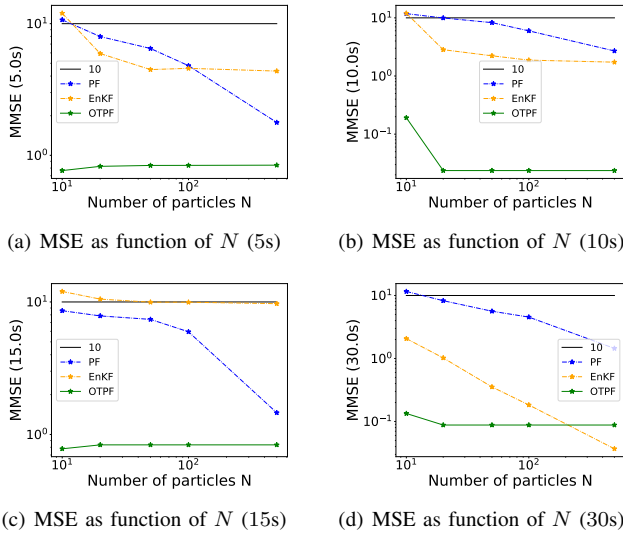 MMSE (5.0s)
10¹
10⁰
10
PF
EnKF
OTPF
10¹
10²
Number of particles N
(a) MSE as function of N (5s)
MMSE (10.0s)
10¹
10⁰
10⁻¹
10
PF
EnKF
OTPF
10¹
10²
Number of particles N
(b) MSE as function of N (10s)
MMSE (15.0s)
10¹
10⁰
10
PF
EnKF
OTPF
10¹
10²
Number of particles N
(c) MSE as function of N (15s)
MMSE (30.0s)
10¹
10⁰
10⁻¹
10
PF
EnKF
OTPF
10¹
10²
Number of particles N
(d) MSE as function of N (30s)